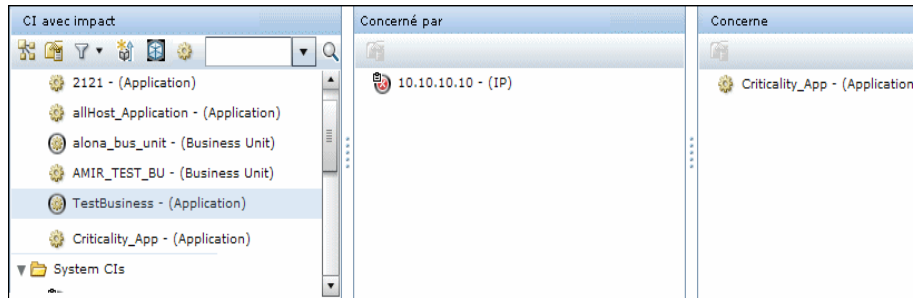 CI avec impact
2121 - (Application)
allHost_Application - (Application)
alona_bus_unit - (Business Unit)
AMIR_TEST_BU - (Business Unit)
TestBusiness - (Application)
Criticality_App - (Application)
System CIs
Concerné par
10.10.10.10 - (IP)
Concerne
Criticality_App - (Application